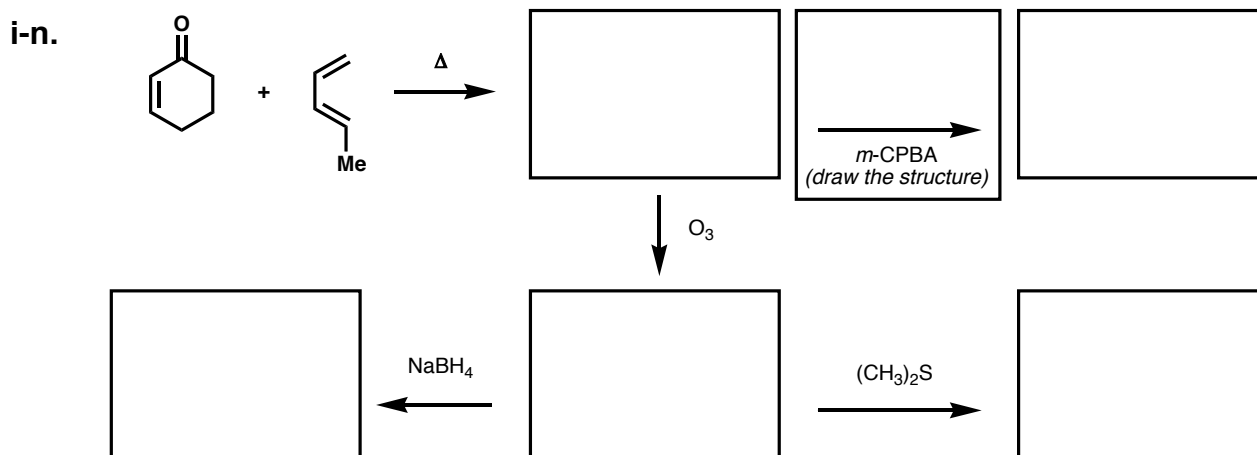 i-n.
O
+
Me
Δ
m-CPBA
(draw the structure)
O₃
NaBH₄
(CH₃)₂S